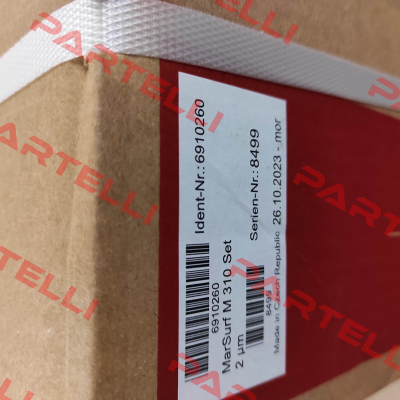 Ident-Nr.:6910260
6910260
MarSurf M 310 Set
2 µm
Serien-Nr.:8499
8499
Made in Czech Republic 26.10.2023 - mor
PARTELLI
PARTELLI
PARTELLI
PARTELLI
PARTELLI